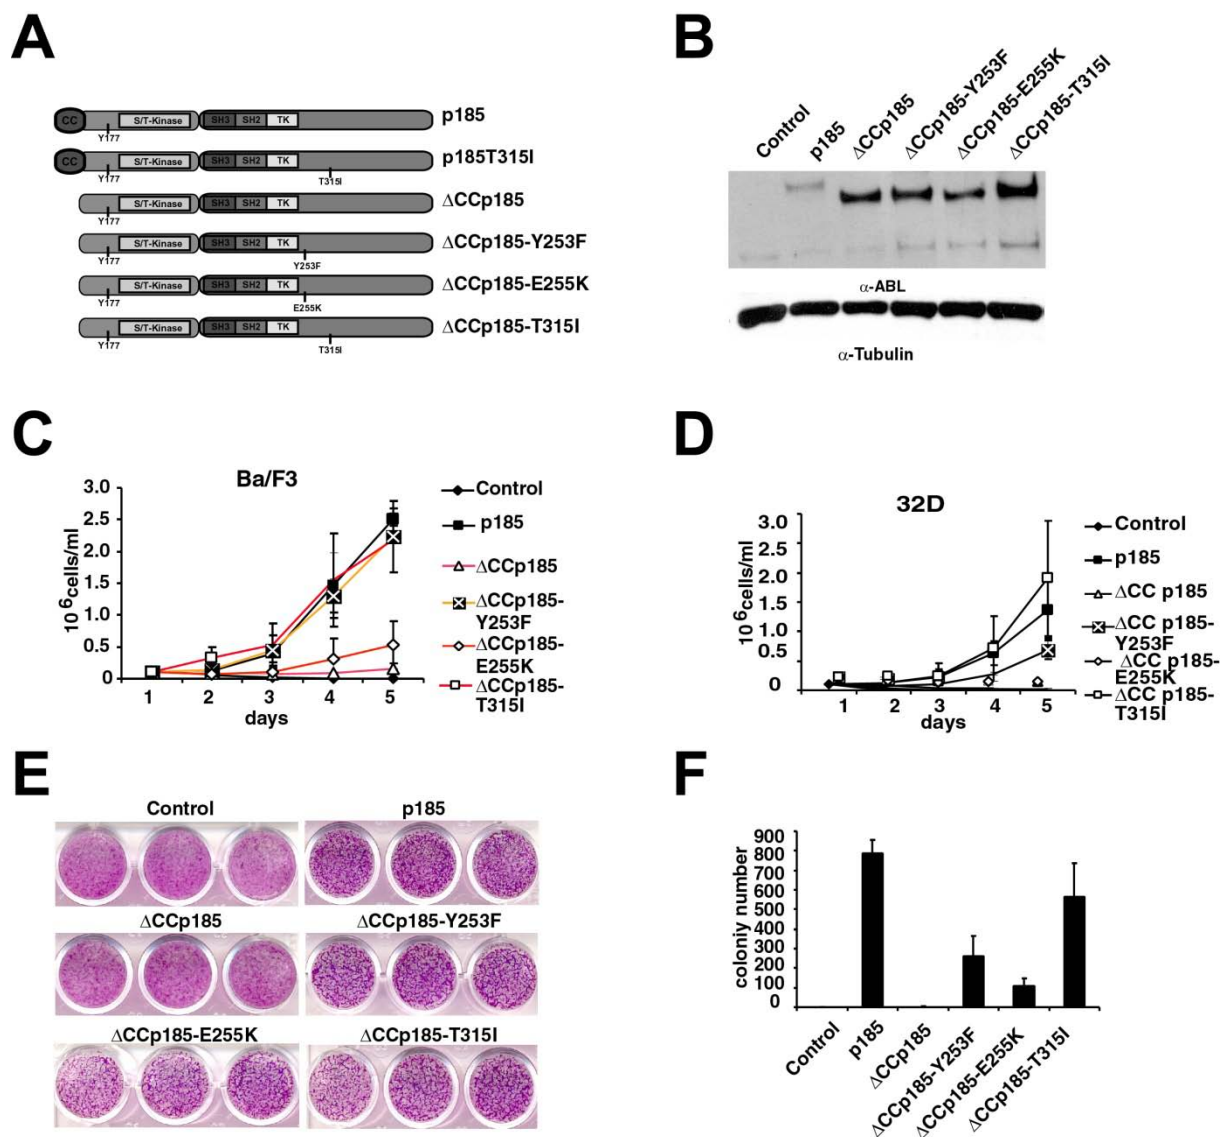 A
CC
S/T-Kinase
SH3
SH2
TK
Y177
p185
CC
S/T-Kinase
SH3
SH2
TK
Y177
T315I
p185T315I
S/T-Kinase
SH3
SH2
TK
Y177
ΔCCp185
S/T-Kinase
SH3
SH2
TK
Y177
Y253F
ΔCCp185-Y253F
S/T-Kinase
SH3
SH2
TK
Y177
E255K
ΔCCp185-E255K
S/T-Kinase
SH3
SH2
TK
Y177
T315I
ΔCCp185-T315I
B
Control
p185
ΔCCp185
ΔCCp185-Y253F
ΔCCp185-E255K
ΔCCp185-T315I
α-ABL
α-Tubulin
C
Ba/F3
10 6cells/ml
3.0
2.5
2.0
1.5
1.0
0.5
0
1 2 3 4 5
days
Control
p185
ΔCCp185
ΔCCp185-
Y253F
ΔCCp185-
E255K
ΔCCp185-
T315I
D
32D
10 6cells/ml
3.0
2.5
2.0
1.5
1.0
0.5
0
1 2 3 4 5
days
Control
p185
ΔCC p185
ΔCC p185-
Y253F
ΔCC p185-
E255K
ΔCC p185-
T315I
E
Control
p185
ΔCCp185
ΔCCp185-Y253F
ΔCCp185-E255K
ΔCCp185-T315I
F
coloniy number
900
800
700
600
500
400
300
200
100
0
Control
p185
ΔCCp185
ΔCCp185-Y253F
ΔCCp185-E255K
ΔCCp185-T315I